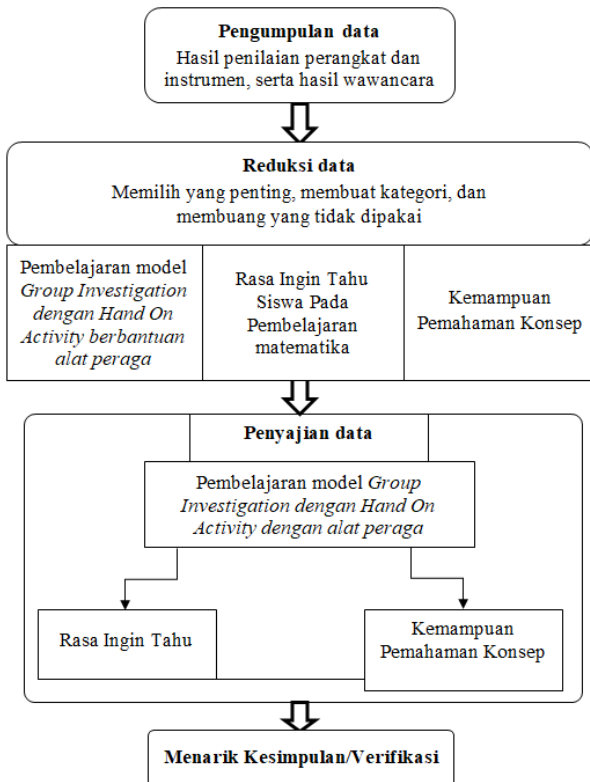 Pengumpulan data
Hasil penilaian perangkat dan
instrumen, serta hasil wawancara
Reduksi data
Memilih yang penting, membuat kategori, dan
membuang yang tidak dipakai
Pembelajaran model
Group Investigation
dengan Hand On
Activity berbantuan
alat peraga
Rasa Ingin Tahu
Siswa Pada
Pembelajaran
matematika
Kemampuan
Pemahaman Konsep
Penyajian data
Pembelajaran model Group
Investigation dengan Hand On
Activity dengan alat peraga
Rasa Ingin Tahu
Kemampuan
Pemahaman Konsep
Menarik Kesimpulan/Verifikasi